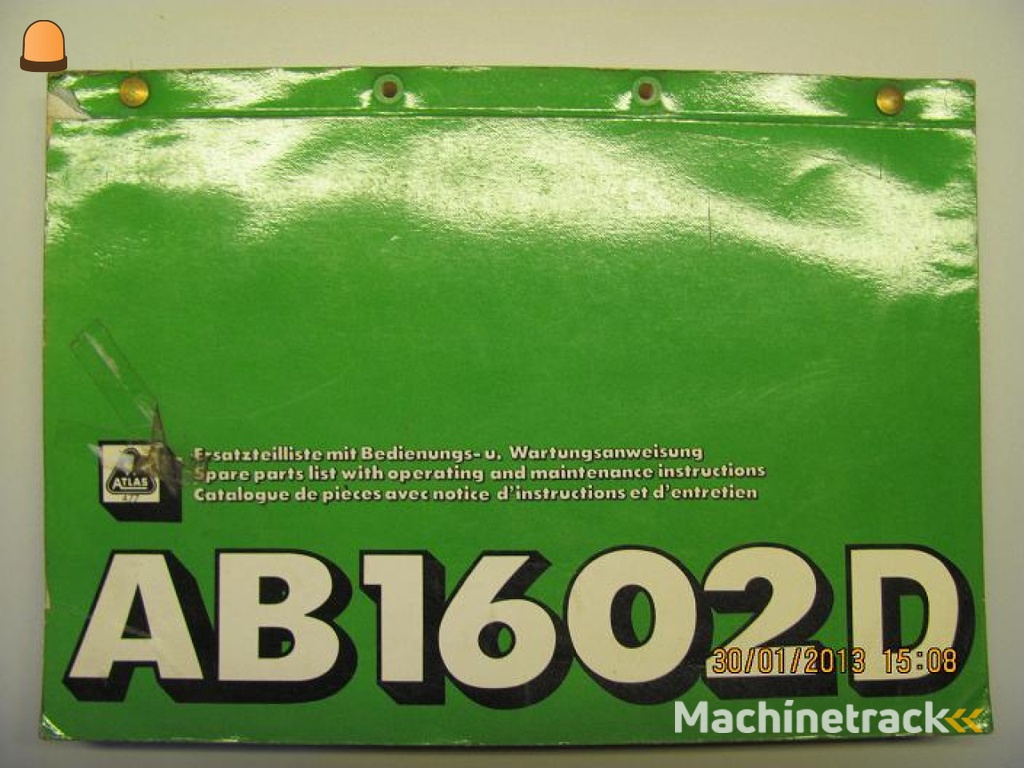 Ersatzteilliste mit Bedienungs- u. Wartungsanweisung
Spare parts list with operating and maintenance instructions
Catalogue de pièces avec notice d'instructions et d'entretien
ATLAS
AB1602D
30/01/2013 15:08
Machinetrack